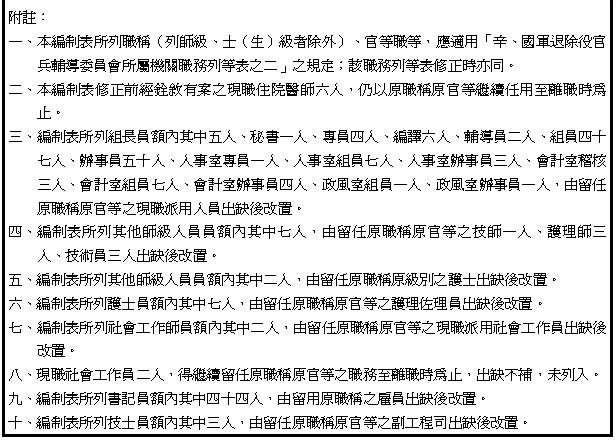 附註：
一、本編制表所列職稱（列師級、士（生）級者除外）、官等職等，應適用「辛、國軍退除役官
兵輔導委員會所屬機關職務列等表之二」之規定；該職務列等表修正時亦同。
二、本編制表修正前經銓敘有案之現職住院醫師六人，仍以原職稱原官等繼續任用至離職時為
止。
三、編制表所列組長員額內其中五人、秘書一人、專員四人、編譯六人、輔導員二人、組員四十
七人、辦事員五十人、人事室專員一人、人事室組員七人、人事室辦事員三人、會計室稽核
三人、會計室組員七人、會計室辦事員四人、政風室組員一人、政風室辦事員一人，由留任
原職稱原官等之現職派用人員出缺後改置。
四、編制表所列其他師級人員員額內其中七人，由留任原職稱原官等之技師一人、護理師三
人、技術員三人出缺後改置。
五、編制表所列其他師級人員員額內其中二人，由留任原職稱原級別之護士出缺後改置。
六、編制表所列護士員額內其中七人，由留任原職稱原官等之護理佐理員出缺後改置。
七、編制表所列社會工作師員額內其中二人，由留任原職稱原官等之現職派用社會工作員出缺後
改置。
八、現職社會工作員二人，得繼續留任原職稱原官等之職務至離職時為止，出缺不補，未列入。
九、編制表所列書記員額內其中四十四人，由留用原職稱之雇員出缺後改置。
十、編制表所列技士員額內其中三人，由留任原職稱原官等之副工程司出缺後改置。